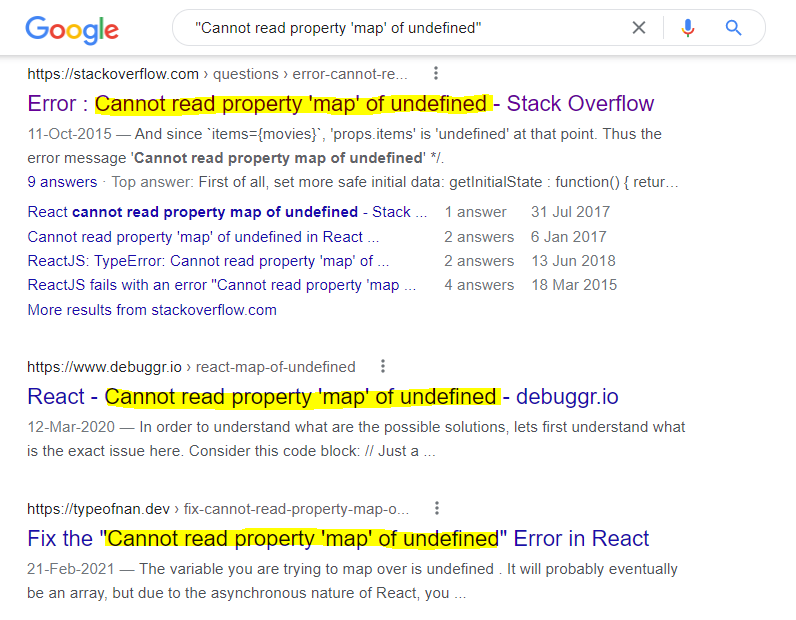 Google
"Cannot read property 'map' of undefined"
https://stackoverflow.com › questions › error-cannot-re...
Error : Cannot read property 'map' of undefined - Stack Overflow
11-Oct-2015 — And since `items={movies}`, 'props.items' is 'undefined' at that point. Thus the
error message 'Cannot read property map of undefined' */.
9 answers · Top answer: First of all, set more safe initial data: getInitialState : function() { retur...
React cannot read property map of undefined - Stack ... 1 answer 31 Jul 2017
Cannot read property 'map' of undefined in React ... 2 answers 6 Jan 2017
ReactJS: TypeError: Cannot read property 'map' of ... 2 answers 13 Jun 2018
ReactJS fails with an error "Cannot read property 'map ... 4 answers 18 Mar 2015
More results from stackoverflow.com
https://www.debuggr.io › react-map-of-undefined
React - Cannot read property 'map' of undefined - debuggr.io
12-Mar-2020 — In order to understand what are the possible solutions, lets first understand what
is the exact issue here. Consider this code block: // Just a ...
https://typeofnan.dev › fix-cannot-read-property-map-o...
Fix the "Cannot read property 'map' of undefined" Error in React
21-Feb-2021 — The variable you are trying to map over is undefined . It will probably eventually
be an array, but due to the asynchronous nature of React, you ...